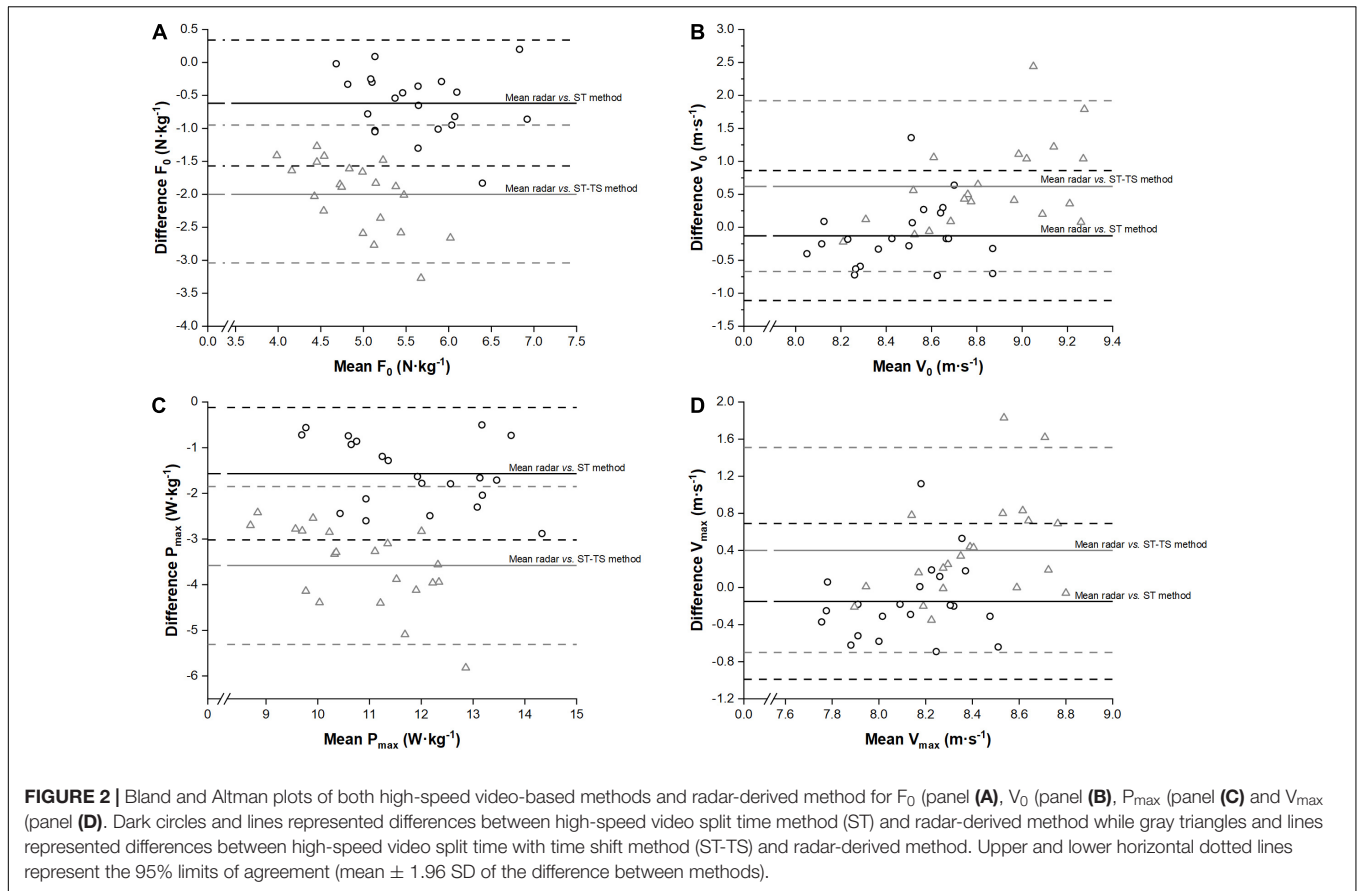 A
0.5
0.0
-0.5
-1.0
-1.5
-2.0
-2.5
-3.0
-3.5
-4.0
Difference F₀ (N·kg⁻¹)
Mean radar vs. ST method
Mean radar vs. ST-TS method
0.0 3.5 4.0 4.5 5.0 5.5 6.0 6.5 7.0 7.5
Mean F₀ (N·kg⁻¹)
B
3.0
2.5
2.0
1.5
1.0
0.5
0.0
-0.5
-1.0
-1.5
Difference V₀ (m·s⁻¹)
Mean radar vs. ST-TS method
Mean radar vs. ST method
0.0 8.0 8.2 8.4 8.6 8.8 9.0 9.2 9.4
Mean V₀ (m·s⁻¹)
C
0
-1
-2
-3
-4
-5
-6
Difference Pmax (W·kg⁻¹)
Mean radar vs. ST method
Mean radar vs. ST-TS method
0 9 10 11 12 13 14 15
Mean Pmax (W·kg⁻¹)
D
2.0
1.6
1.2
0.8
0.4
0.0
-0.4
-0.8
-1.2
Difference Vmax (m·s⁻¹)
Mean radar vs. ST-TS method
Mean radar vs. ST method
0.0 7.6 7.8 8.0 8.2 8.4 8.6 8.8 9.0
Mean Vmax (m·s⁻¹)
FIGURE 2 | Bland and Altman plots of both high-speed video-based methods and radar-derived method for F₀ (panel (A), V₀ (panel (B), Pmax (panel (C) and Vmax
(panel (D). Dark circles and lines represented differences between high-speed video split time method (ST) and radar-derived method while gray triangles and lines
represented differences between high-speed video split time with time shift method (ST-TS) and radar-derived method. Upper and lower horizontal dotted lines
represent the 95% limits of agreement (mean ± 1.96 SD of the difference between methods).